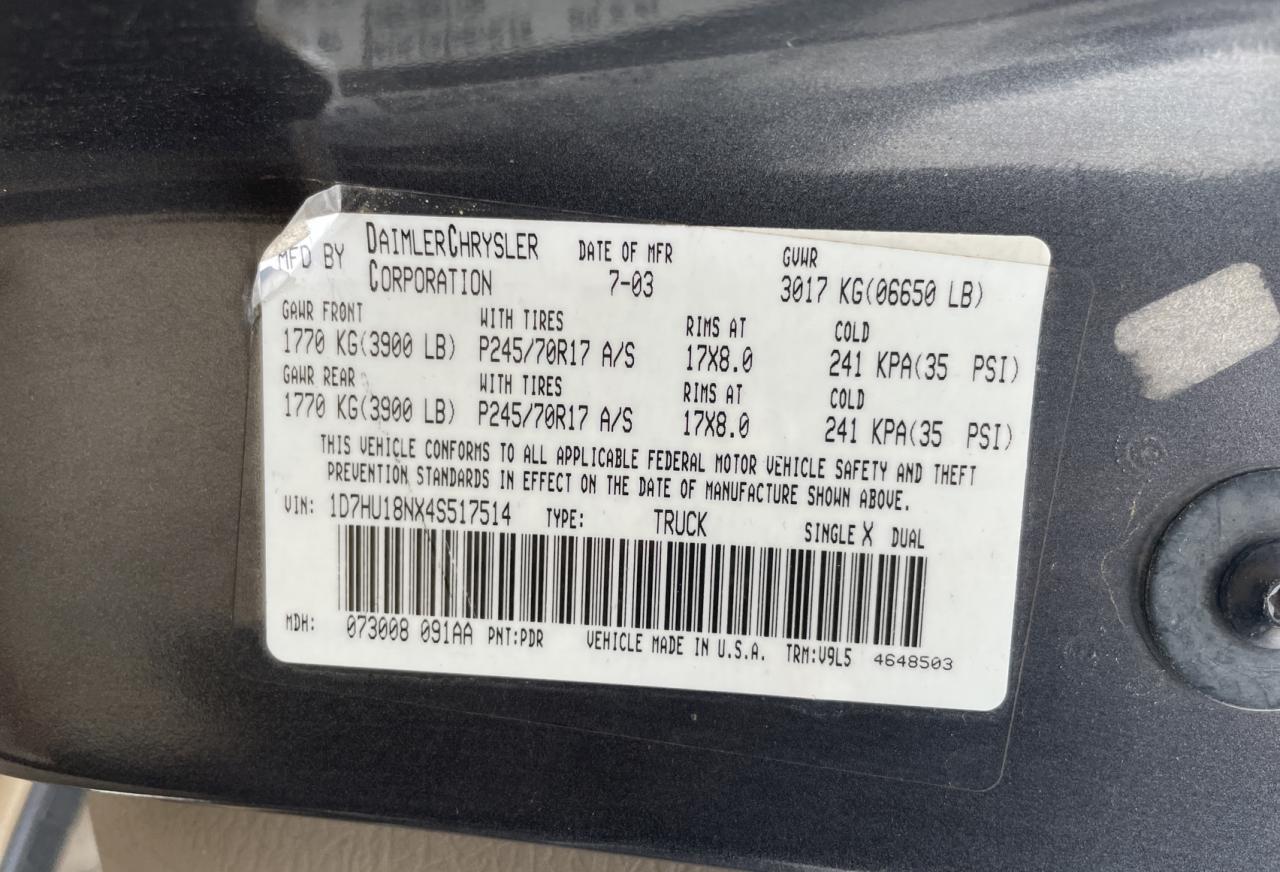 MFD BY DAIMLERCHRYSLER CORPORATION DATE OF MFR 7-03 GVWR 3017 KG(06650 LB)
GAWR FRONT WITH TIRES RIMS AT COLD
1770 KG(3900 LB) P245/70R17 A/S 17X8.0 241 KPA(35 PSI)
GAWR REAR WITH TIRES RIMS AT COLD
1770 KG(3900 LB) P245/70R17 A/S 17X8.0 241 KPA(35 PSI)
THIS VEHICLE CONFORMS TO ALL APPLICABLE FEDERAL MOTOR VEHICLE SAFETY AND THEFT
PREVENTION STANDARDS IN EFFECT ON THE DATE OF MANUFACTURE SHOWN ABOVE.
VIN: 1D7HU18NX4S517514 TYPE: TRUCK SINGLE X DUAL
MDH: 073008 091AA PNT:PDR VEHICLE MADE IN U.S.A. TRM:V9L5 4648503